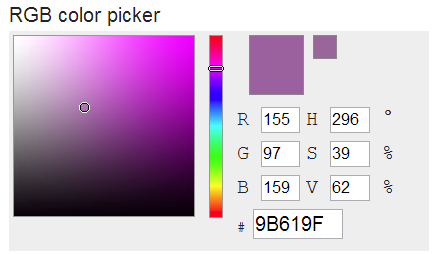 RGB color picker
R 155 H 296 °
G 97 S 39 %
B 159 V 62 %
# 9B619F